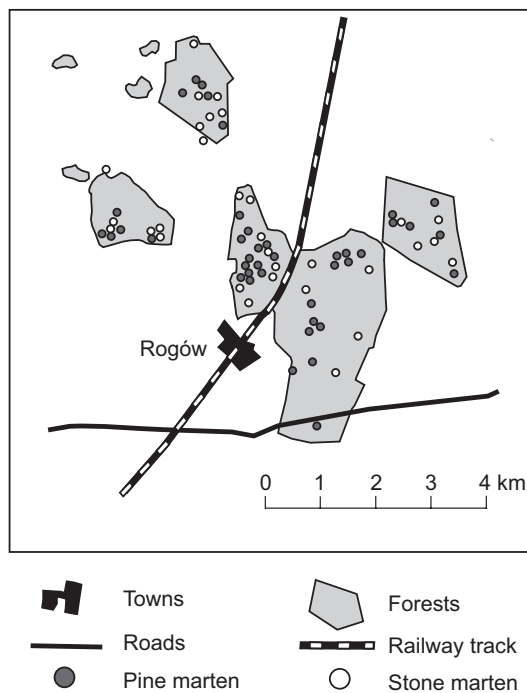 Rogów
0 1 2 3 4 km
Towns
Forests
Roads
Railway track
Pine marten
Stone marten